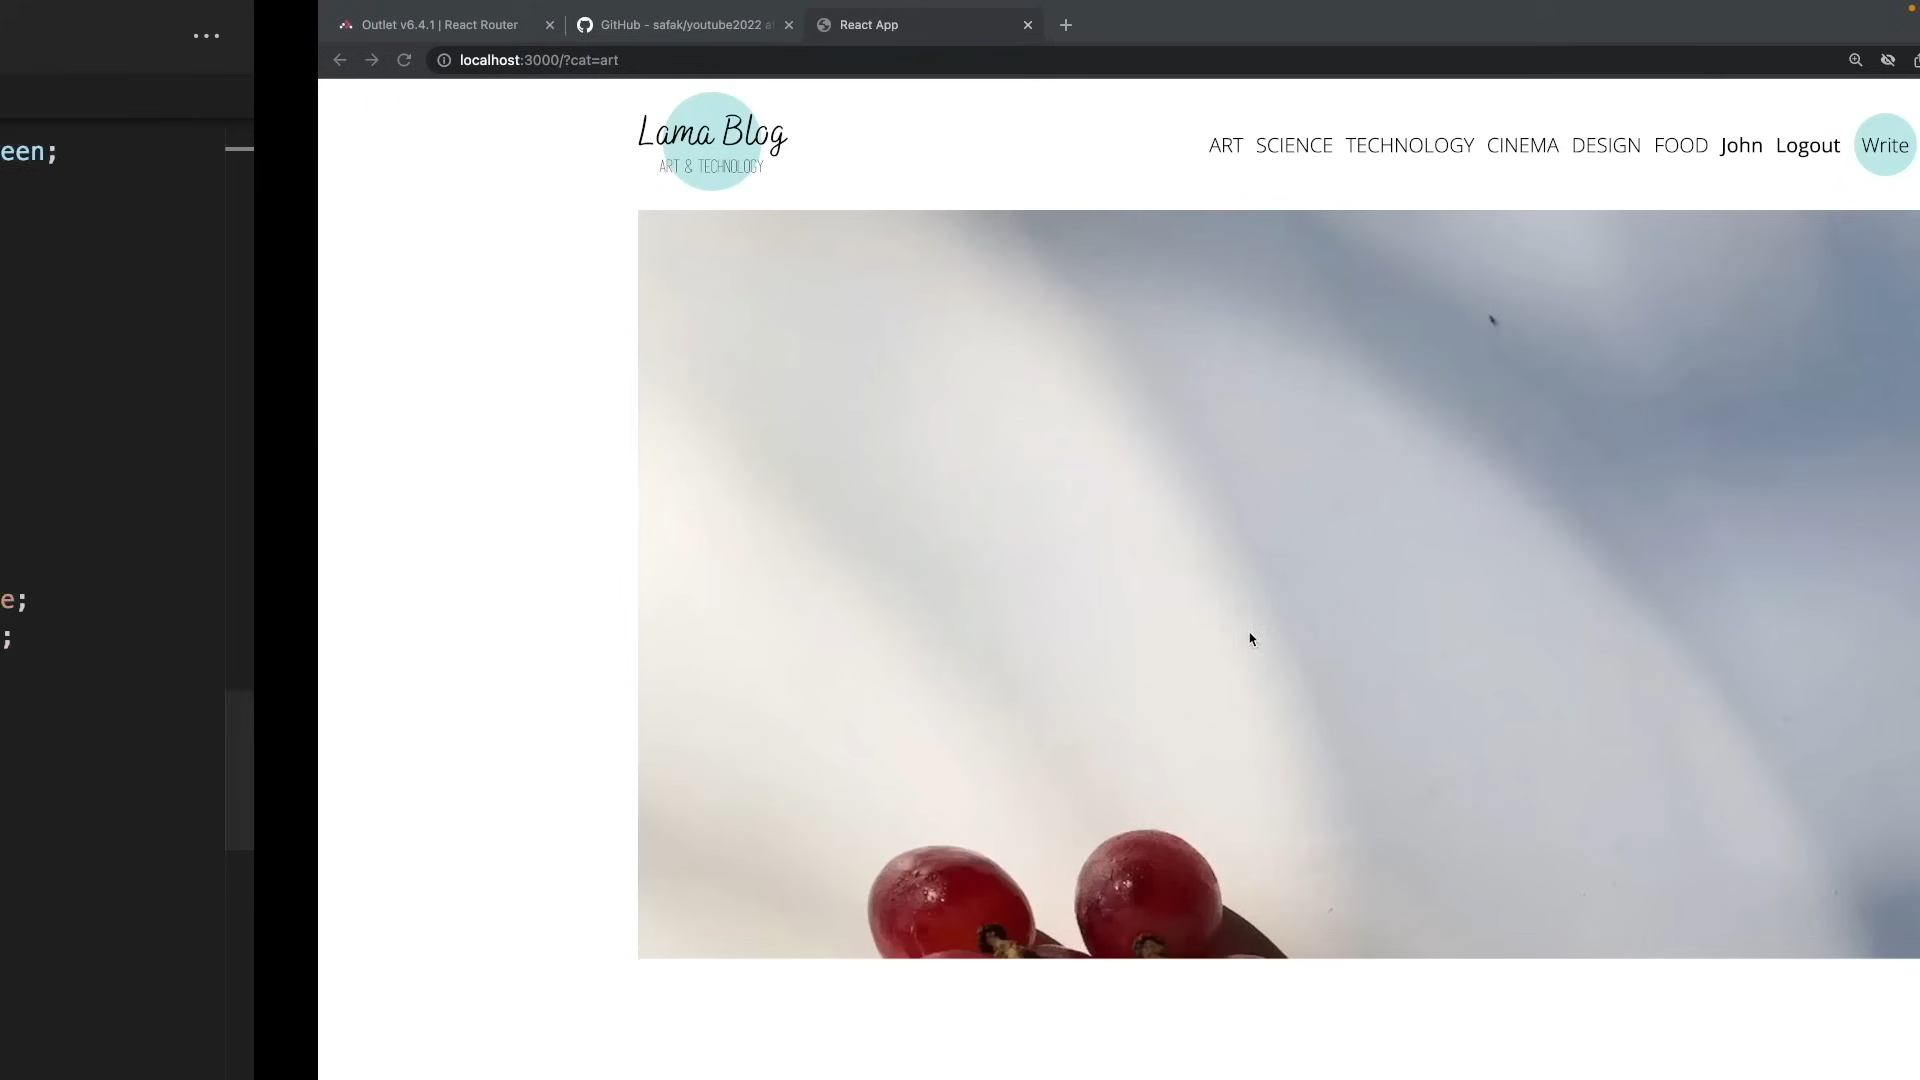 ...
een;
e;
;
Outlet v6.4.1 | React Router
GitHub - safak/youtube2022 a
React App
localhost:3000/?cat=art
Lama Blog
ART & TECHNOLOGY
ART SCIENCE TECHNOLOGY CINEMA DESIGN FOOD John Logout Write